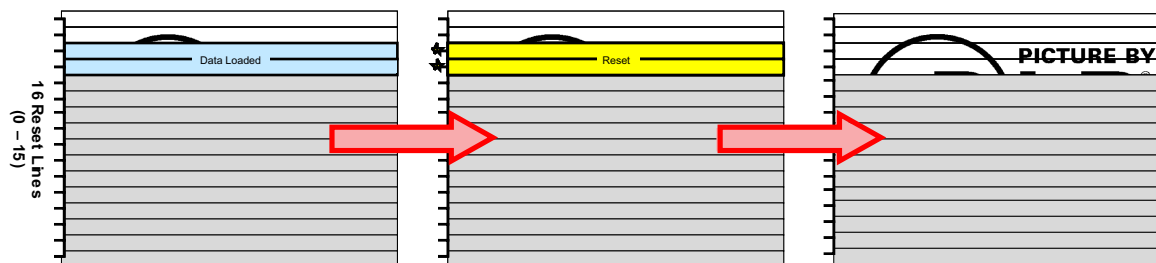 16 Reset Lines
(0 – 15)
Data Loaded
Reset
PICTURE BY
®